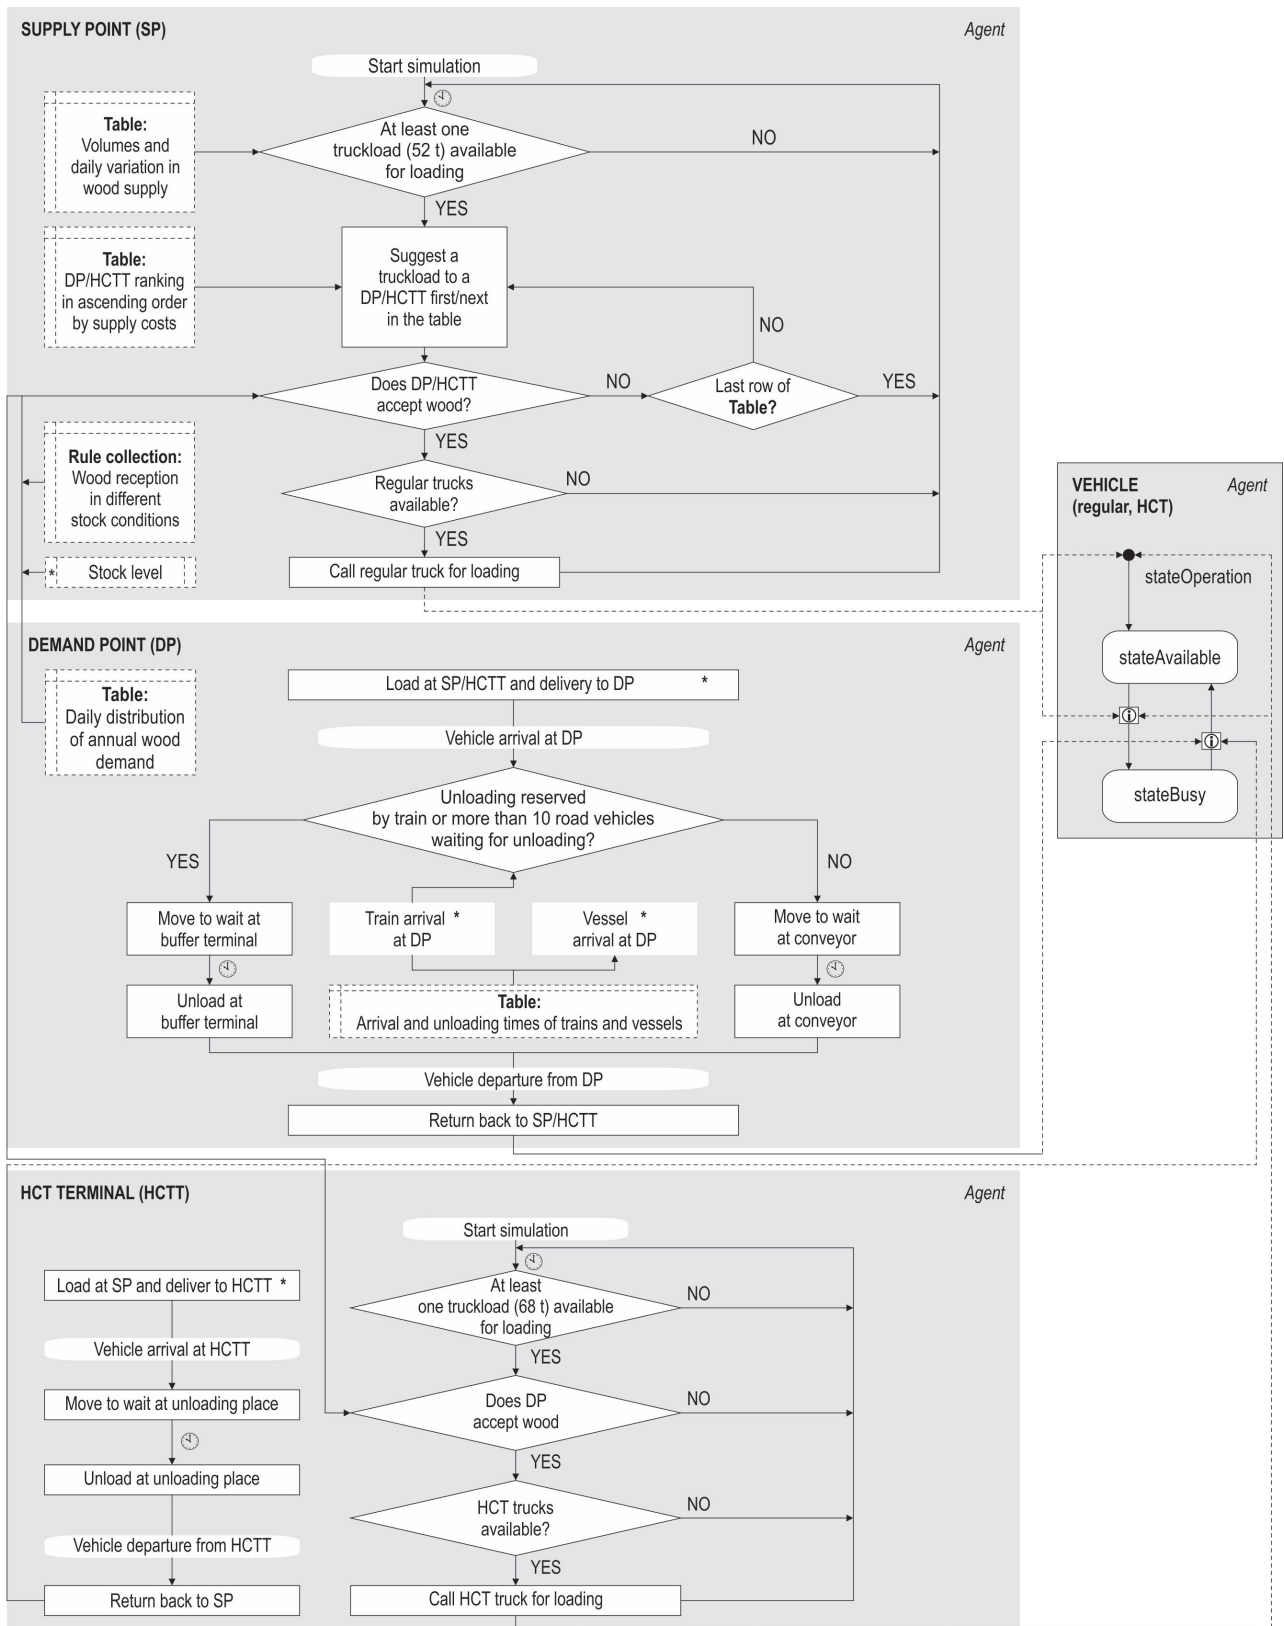 SUPPLY POINT (SP)
Agent
Start simulation
Table:
Volumes and
daily variation in
wood supply
At least one
truckload (52 t) available
for loading
NO
YES
Table:
DP/HCTT ranking
in ascending order
by supply costs
Suggest a
truckload to a
DP/HCTT first/next
in the table
NO
Does DP/HCTT
accept wood?
NO
Last row of
Table?
YES
YES
Rule collection:
Wood reception
in different
stock conditions
Regular trucks
available?
NO
YES
* Stock level
Call regular truck for loading
VEHICLE
(regular, HCT)
Agent
stateOperation
stateAvailable
stateBusy
DEMAND POINT (DP)
Agent
Table:
Daily distribution
of annual wood
demand
Load at SP/HCTT and delivery to DP *
Vehicle arrival at DP
Unloading reserved
by train or more than 10 road vehicles
waiting for unloading?
YES
NO
Move to wait at
buffer terminal
Train arrival *
at DP
Vessel *
arrival at DP
Move to wait
at conveyor
Unload at
buffer terminal
Table:
Arrival and unloading times of trains and vessels
Unload
at conveyor
Vehicle departure from DP
Return back to SP/HCTT
HCT TERMINAL (HCTT)
Agent
Load at SP and deliver to HCTT *
Vehicle arrival at HCTT
Move to wait at unloading place
Unload at unloading place
Vehicle departure from HCTT
Return back to SP
Start simulation
At least
one truckload (68 t) available
for loading
NO
YES
Does DP
accept wood
NO
YES
HCT trucks
available?
NO
YES
Call HCT truck for loading